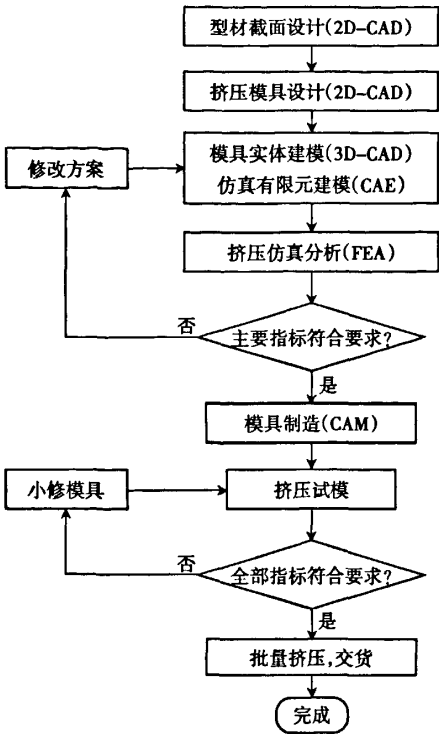 型材截面设计(2D-CAD)
挤压模具设计(2D-CAD)
模具实体建模(3D-CAD)
仿真有限元建模(CAE)
修改方案
挤压仿真分析(FEA)
否
主要指标符合要求?
是
模具制造(CAM)
小修模具
挤压试模
否
全部指标符合要求?
是
批量挤压,交货
完成